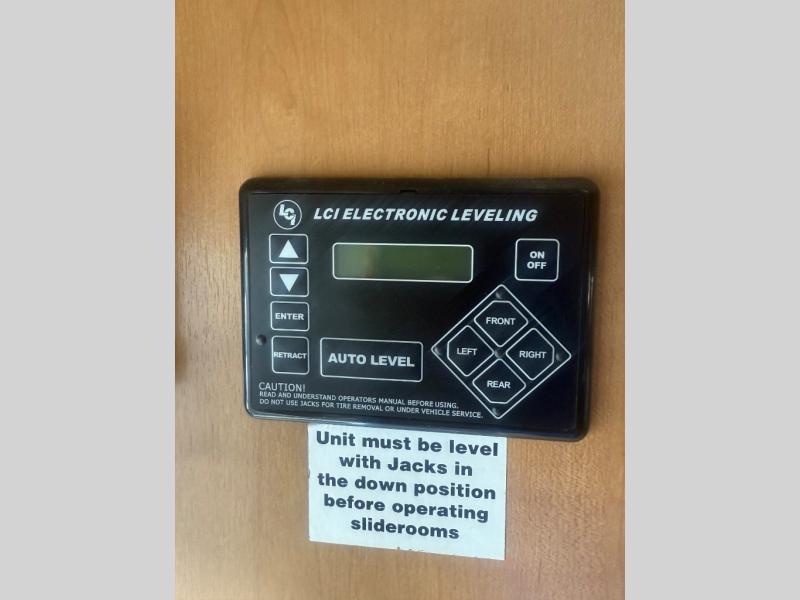 LCI
LCI ELECTRONIC LEVELING
ON
OFF
ENTER
RETRACT
AUTO LEVEL
FRONT
LEFT
RIGHT
REAR
CAUTION!
READ AND UNDERSTAND OPERATORS MANUAL BEFORE USING.
DO NOT USE JACKS FOR TIRE REMOVAL OR UNDER VEHICLE SERVICE.
Unit must be level
with Jacks in
the down position
before operating
sliderooms